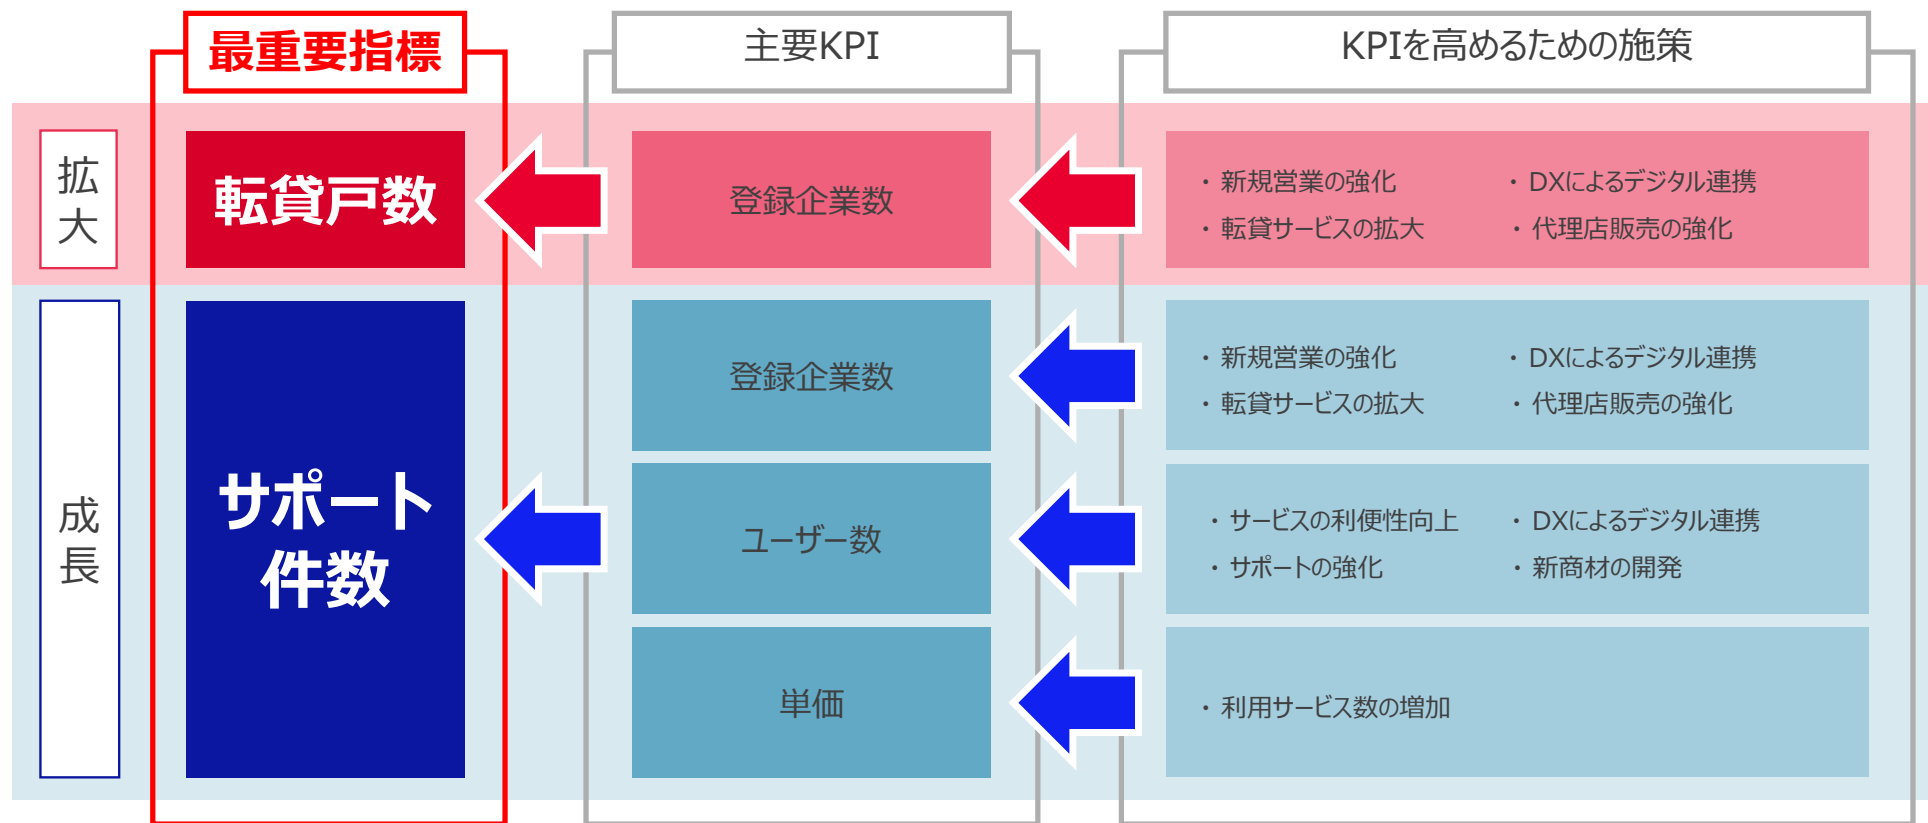 最重要指標
主要KPI
KPIを高めるための施策
拡大
転貸戸数
登録企業数
・ 新規営業の強化
・ DXによるデジタル連携
・ 転貸サービスの拡大
・ 代理店販売の強化
成長
サポート
件数
登録企業数
・ 新規営業の強化
・ DXによるデジタル連携
・ 転貸サービスの拡大
・ 代理店販売の強化
ユーザー数
・ サービスの利便性向上
・ DXによるデジタル連携
・ サポートの強化
・ 新商材の開発
単価
・ 利用サービス数の増加